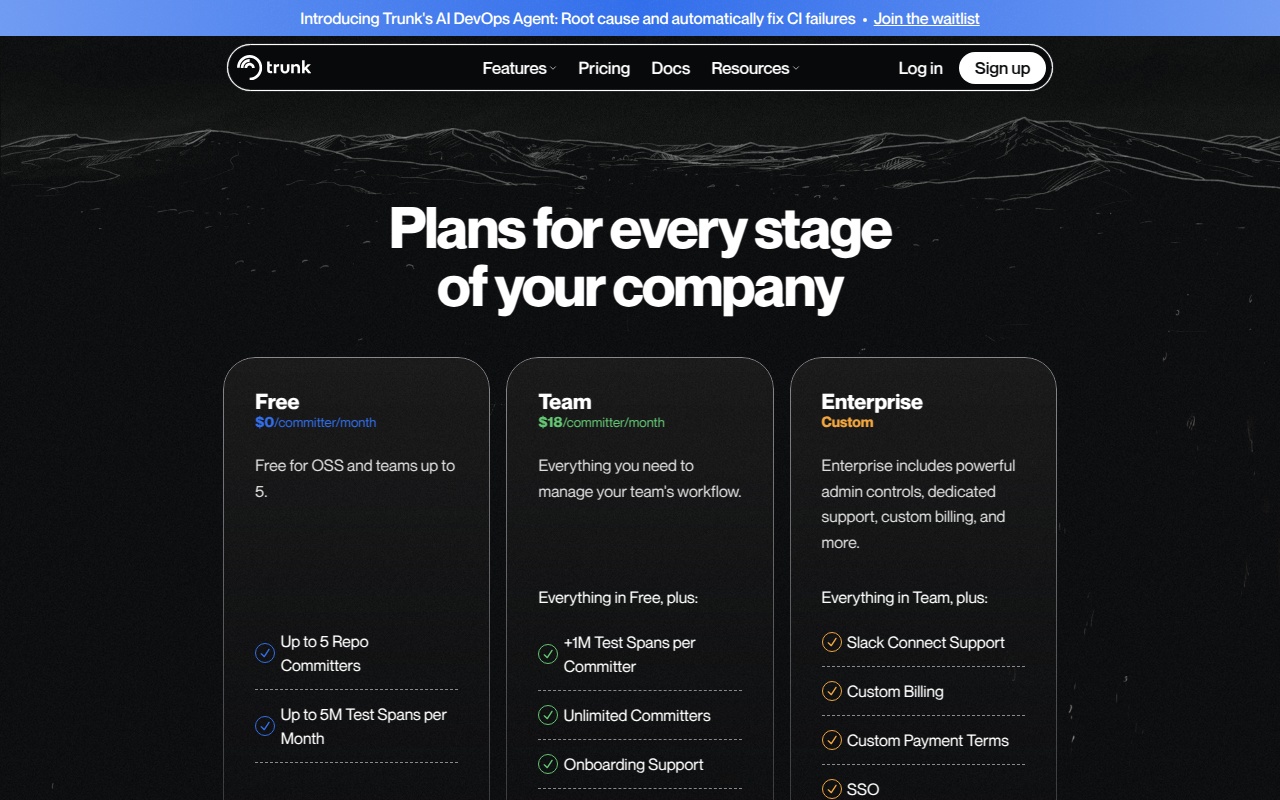 Introducing Trunk's AI DevOps Agent: Root cause and automatically fix CI failures • Join the waitlist
trunk
Features
Pricing
Docs
Resources
Log in
Sign up
Plans for every stage
of your company
Free
$0/committer/month
Free for OSS and teams up to
5.
Up to 5 Repo
Committers
Up to 5M Test Spans per
Month
Team
$18/committer/month
Everything you need to
manage your team's workflow.
Everything in Free, plus:
+1M Test Spans per
Committer
Unlimited Committers
Onboarding Support
Enterprise
Custom
Enterprise includes powerful
admin controls, dedicated
support, custom billing, and
more.
Everything in Team, plus:
Slack Connect Support
Custom Billing
Custom Payment Terms
SSO